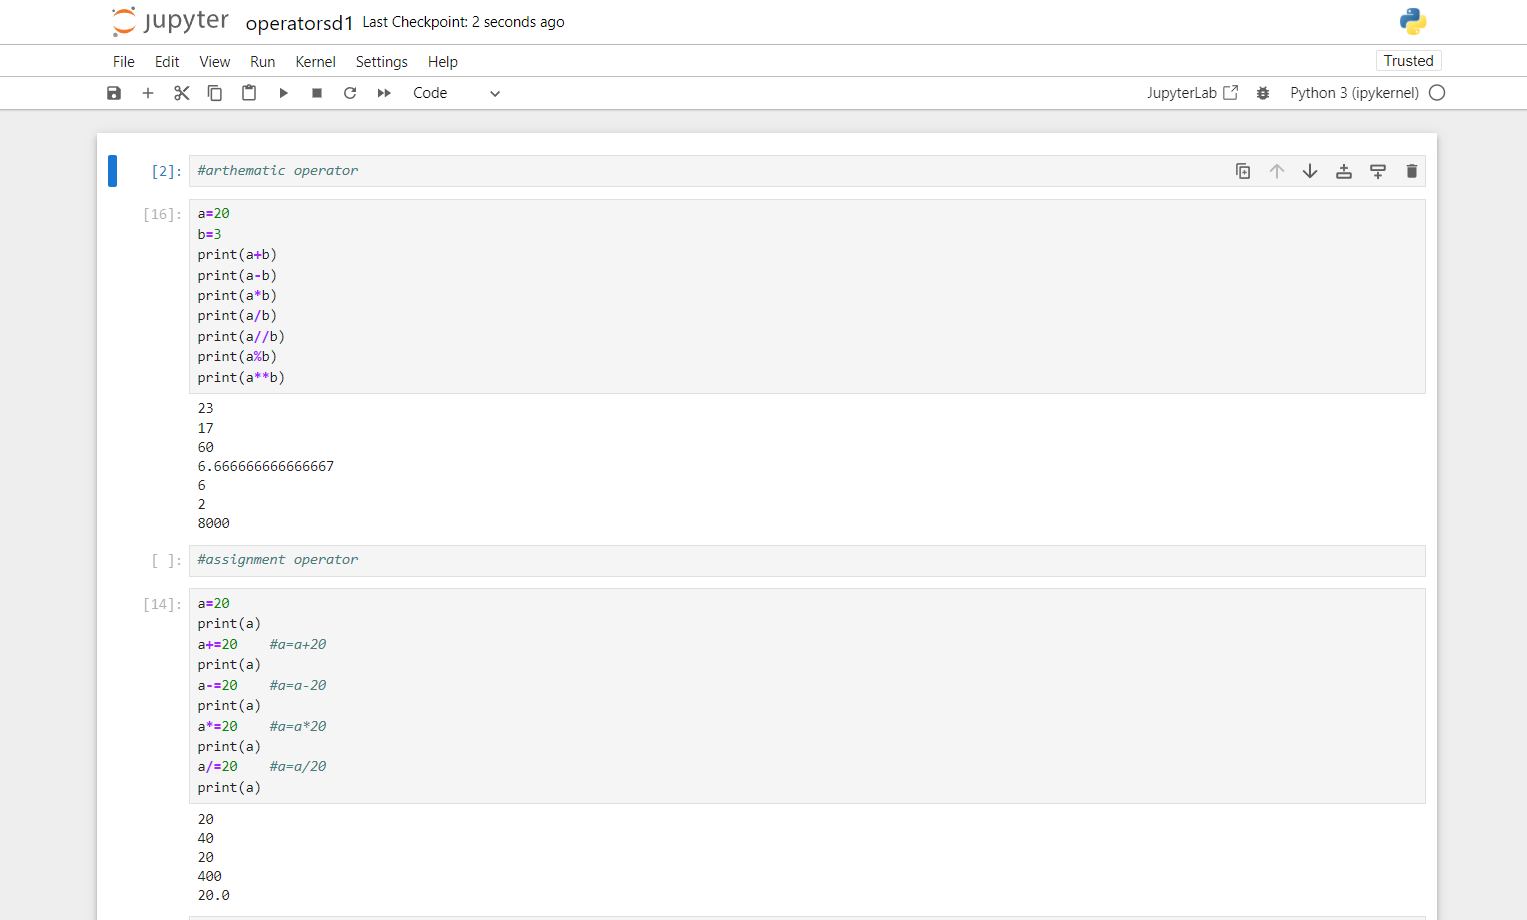 jupyter operatorsd1 Last Checkpoint: 2 seconds ago
File Edit View Run Kernel Settings Help Trusted
Code JupyterLab Python 3 (ipykernel)
[2]: #arthematic operator
[16]: a=20
b=3
print(a+b)
print(a-b)
print(a*b)
print(a/b)
print(a//b)
print(a%b)
print(a**b)
23
17
60
6.666666666666667
6
2
8000
[ ]: #assignment operator
[14]: a=20
print(a)
a+=20    #a=a+20
print(a)
a-=20    #a=a-20
print(a)
a*=20    #a=a*20
print(a)
a/=20    #a=a/20
print(a)
20
40
20
400
20.0